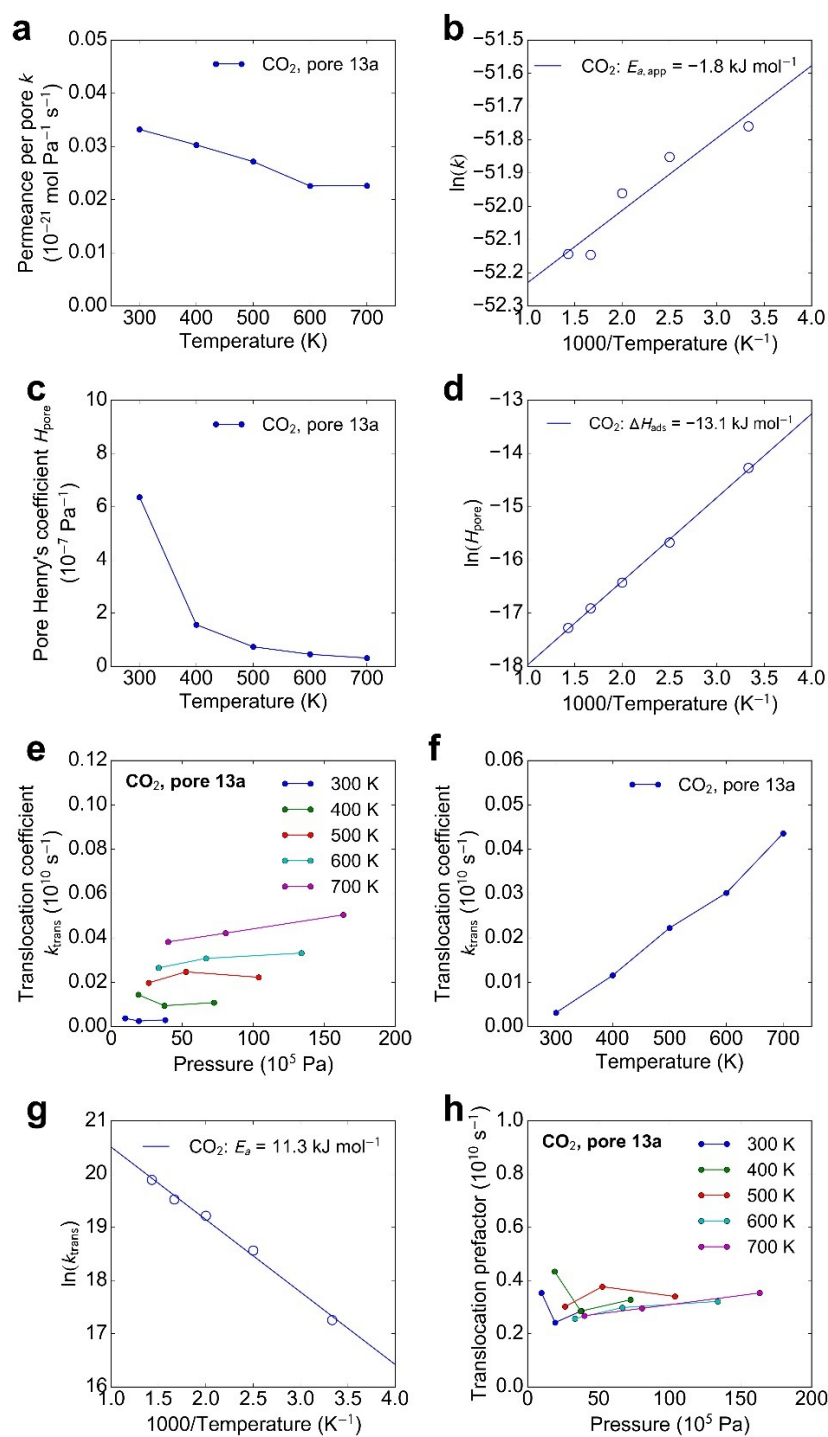 a
CO₂, pore 13a
Permeance per pore k
(10⁻²¹ mol Pa⁻¹ s⁻¹)
0.05
0.04
0.03
0.02
0.01
0.00
300 400 500 600 700
Temperature (K)
b
CO₂: Eₐ,ₐₚₚ = −1.8 kJ mol⁻¹
ln(k)
−51.5
−51.6
−51.7
−51.8
−51.9
−52.0
−52.1
−52.2
−52.3
1.0 1.5 2.0 2.5 3.0 3.5 4.0
1000/Temperature (K⁻¹)
c
CO₂, pore 13a
Pore Henry's coefficient Hpore
(10⁻⁷ Pa⁻¹)
10
8
6
4
2
0
300 400 500 600 700
Temperature (K)
d
CO₂: ΔHads = −13.1 kJ mol⁻¹
ln(Hpore)
−13
−14
−15
−16
−17
−18
1.0 1.5 2.0 2.5 3.0 3.5 4.0
1000/Temperature (K⁻¹)
e
CO₂, pore 13a
300 K
400 K
500 K
600 K
700 K
Translocation coefficient
ktrans (10¹⁰ s⁻¹)
0.12
0.10
0.08
0.06
0.04
0.02
0.00
0 50 100 150 200
Pressure (10⁵ Pa)
f
CO₂, pore 13a
Translocation coefficient
ktrans (10¹⁰ s⁻¹)
0.06
0.05
0.04
0.03
0.02
0.01
0.00
300 400 500 600 700
Temperature (K)
g
CO₂: Eₐ = 11.3 kJ mol⁻¹
ln(ktrans)
21
20
19
18
17
16
1.0 1.5 2.0 2.5 3.0 3.5 4.0
1000/Temperature (K⁻¹)
h
CO₂, pore 13a
300 K
400 K
500 K
600 K
700 K
Translocation prefactor (10¹⁰ s⁻¹)
1.0
0.8
0.6
0.4
0.2
0.0
0 50 100 150 200
Pressure (10⁵ Pa)